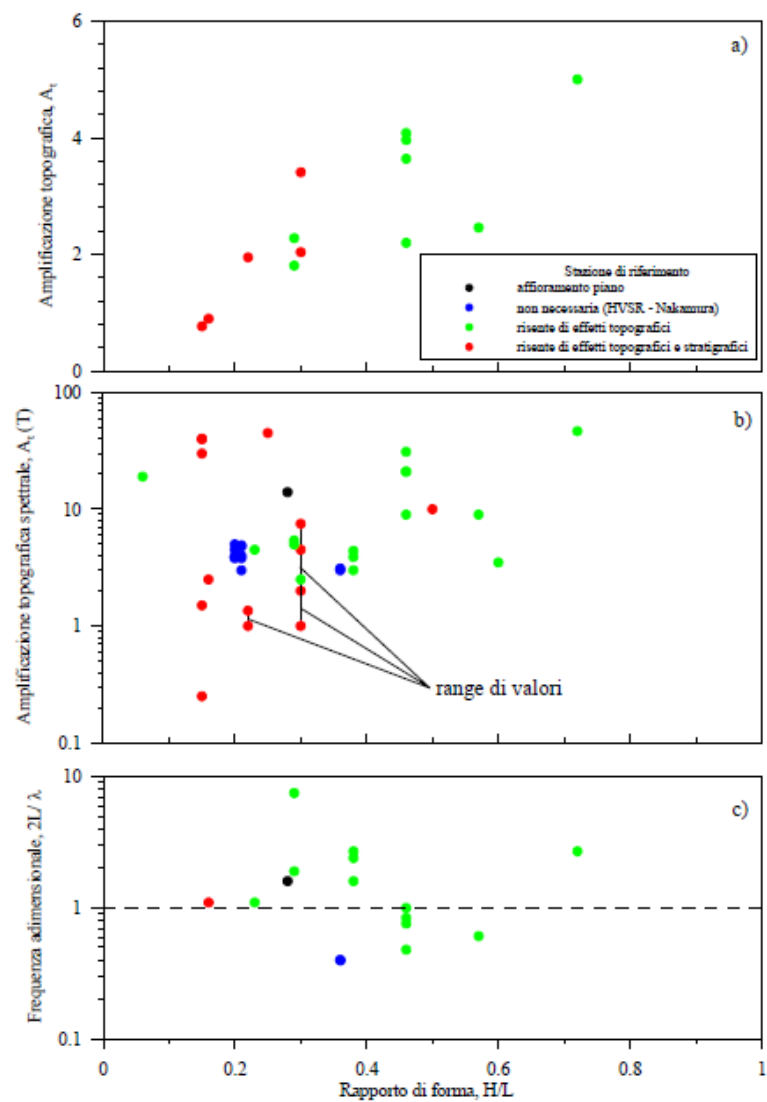 6
4
2
0
Amplificazione topografica, At
a)
Stazione di riferimento
affioramento piano
non necessaria (HVSR - Nakamura)
risente di effetti topografici
risente di effetti topografici e stratigrafici
100
10
1
0.1
Amplificazione topografica spettrale, At (T)
b)
range di valori
10
1
0.1
Frequenza adimensionale, 2L/ λ
c)
0
0.2
0.4
0.6
0.8
1
Rapporto di forma, H/L